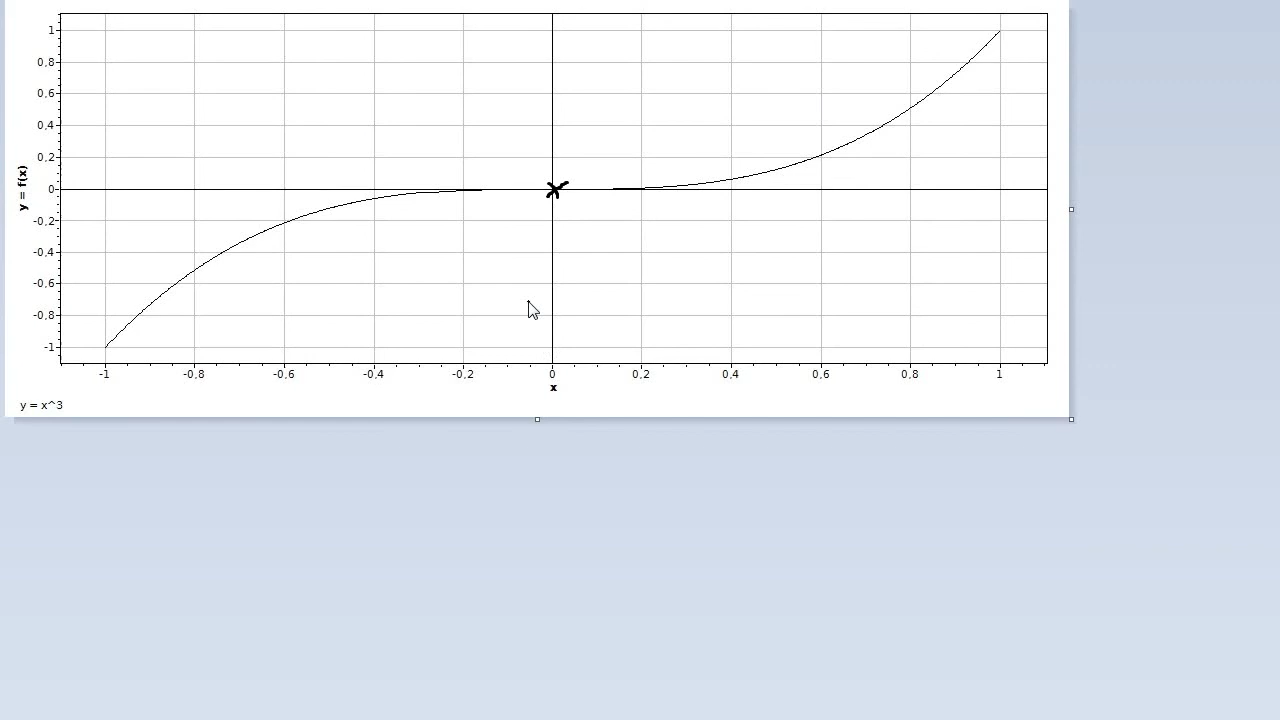 1
0,8
0,6
0,4
0,2
0
-0,2
-0,4
-0,6
-0,8
-1
y = f(x)
-1 -0,8 -0,6 -0,4 -0,2 0 0,2 0,4 0,6 0,8 1
x
y = x^3